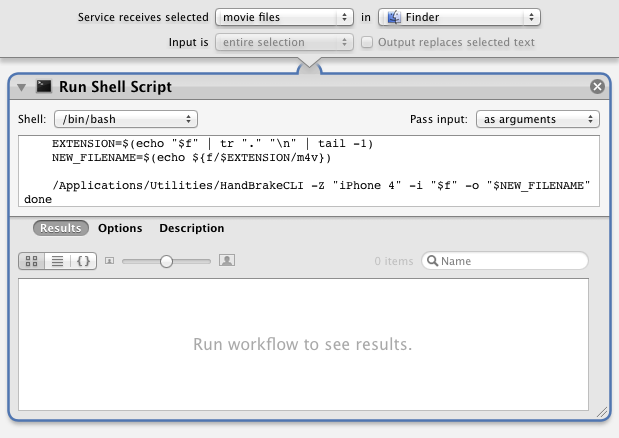 Service receives selected movie files in Finder
Input is entire selection Output replaces selected text
Run Shell Script
Shell: /bin/bash Pass input: as arguments
EXTENSION=$(echo "$f" | tr "." "\n" | tail -1)
NEW_FILENAME=$(echo ${f/$EXTENSION/m4v})
/Applications/Utilities/HandBrakeCLI -Z "iPhone 4" -i "$f" -o "$NEW_FILENAME"
done
Results Options Description
{} 0 items Name
Run workflow to see results.